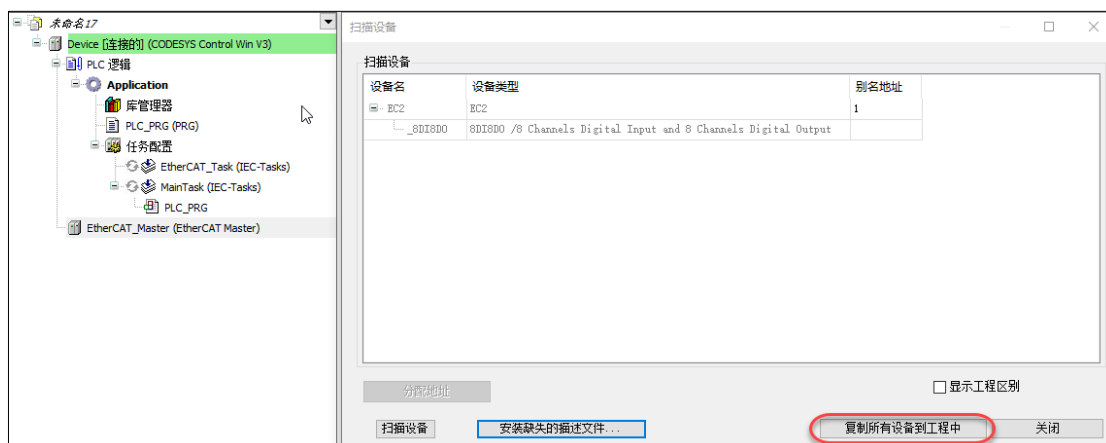 未命名17
Device [连接的] (CODESYS Control Win V3)
PLC 逻辑
Application
库管理器
PLC_PRG (PRG)
任务配置
EtherCAT_Task (IEC-Tasks)
MainTask (IEC-Tasks)
PLC_PRG
EtherCAT_Master (EtherCAT Master)
扫描设备
扫描设备
设备名 设备类型 别名地址
EC2 EC2 1
_8DI8DO 8DI8DO /8 Channels Digital Input and 8 Channels Digital Output
分配地址 显示工程区别
扫描设备 安装缺失的描述文件... 复制所有设备到工程中 关闭